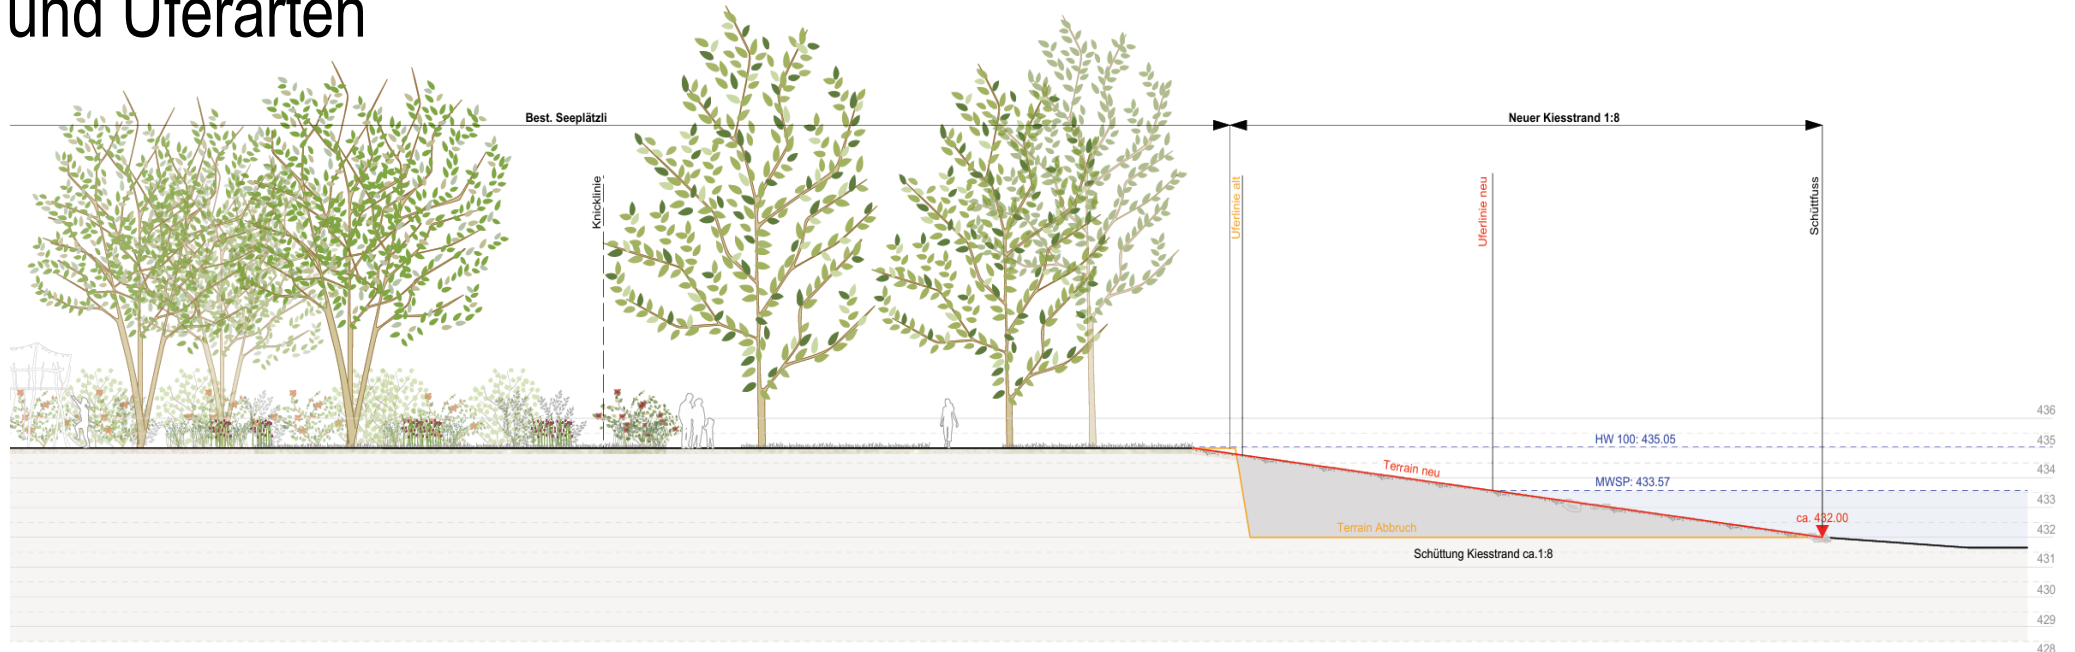 und Uferarten
Best. Seeplätzli
Neuer Kiesstrand 1:8
Knicklinie
Uferlinie alt
Uferlinie neu
Schüttfuss
436
HW 100: 435.05
435
Terrain neu
434
MWSP: 433.57
433
ca. 432.00
Terrain Abbruch
432
Schüttung Kiesstrand ca.1:8
431
430
429
428